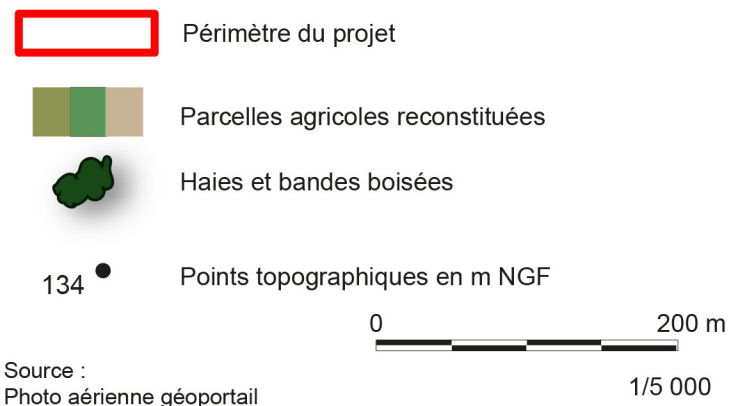 Périmètre du projet
Parcelles agricoles reconstituées
Haies et bandes boisées
134 Points topographiques en m NGF
0 200 m
Source :
Photo aérienne géoportail
1/5 000